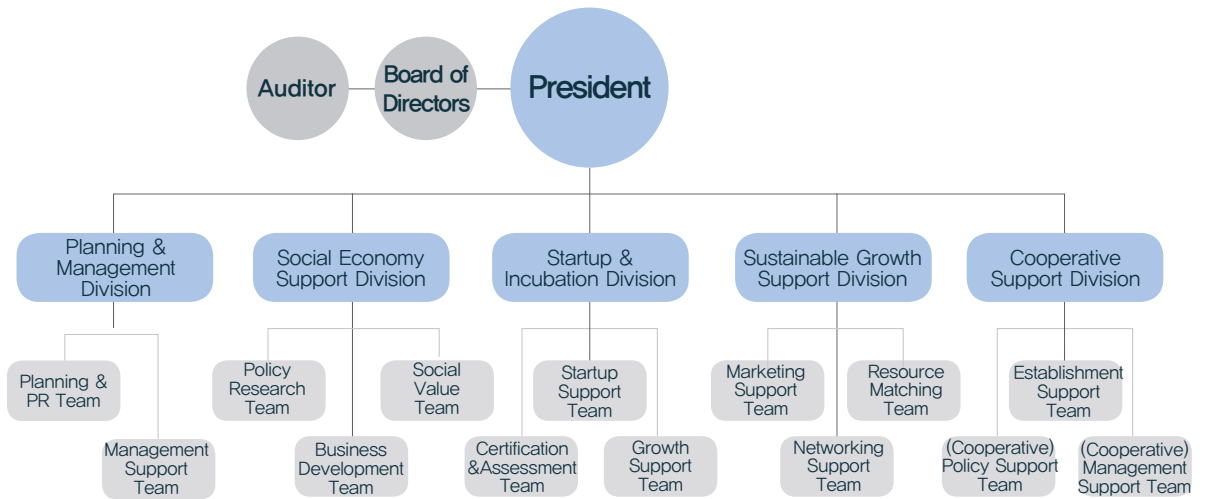 Auditor
Board of
Directors
President
Planning &
Management
Division
Social Economy
Support Division
Startup &
Incubation Division
Sustainable Growth
Support Division
Cooperative
Support Division
Planning &
PR Team
Management
Support
Team
Policy
Research
Team
Business
Development
Team
Social
Value
Team
Certification
&Assessment
Team
Startup
Support
Team
Growth
Support
Team
Marketing
Support
Team
Networking
Support
Team
Resource
Matching
Team
(Cooperative)
Policy Support
Team
Establishment
Support
Team
(Cooperative)
Management
Support Team